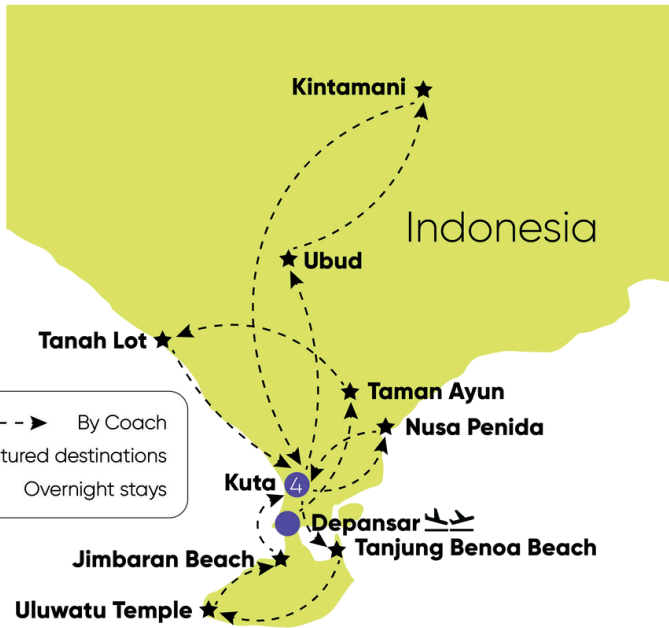 Kintamani
Indonesia
Ubud
Tanah Lot
Taman Ayun
By Coach
Nusa Penida
tured destinations
Kuta 4
Overnight stays
Depansar
Jimbaran Beach
Tanjung Benoa Beach
Uluwatu Temple